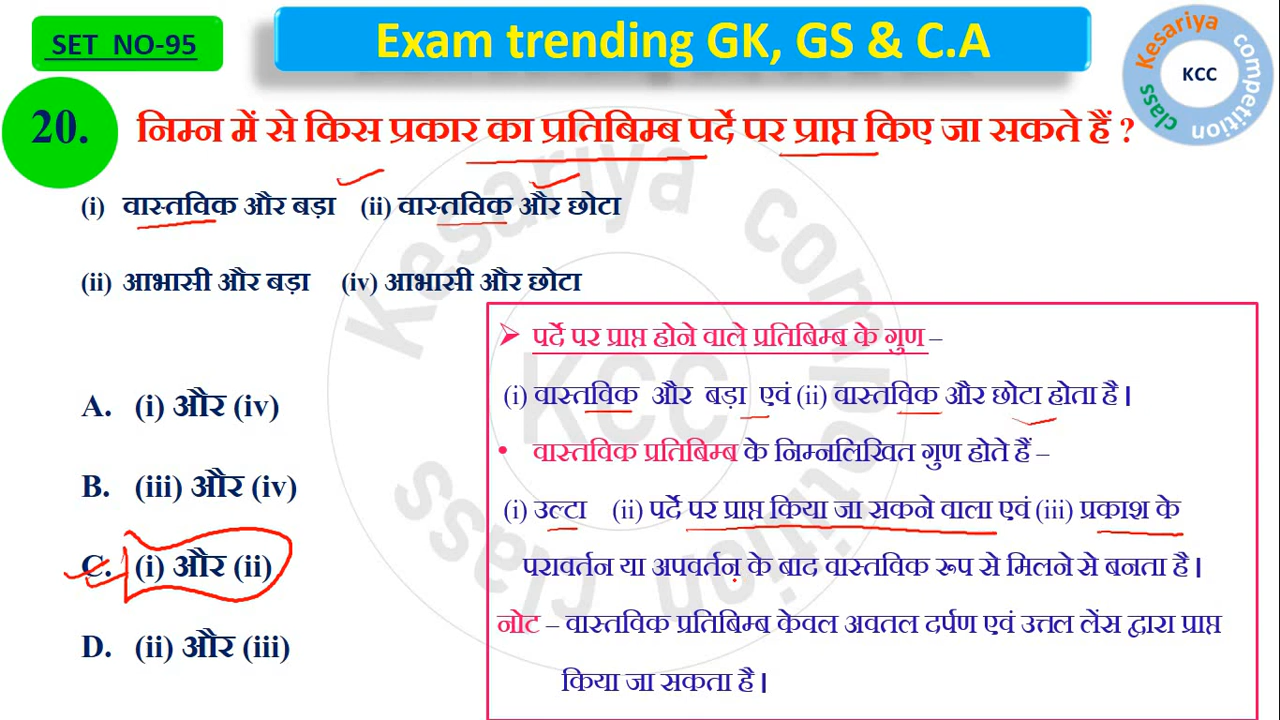 SET NO-95
Exam trending GK, GS & C.A
Kesariya competition class
KCC
20. निम्न में से किस प्रकार का प्रतिबिम्ब पर्दे पर प्राप्त किए जा सकते हैं ?
(i) वास्तविक और बड़ा (ii) वास्तविक और छोटा
(ii) आभासी और बड़ा (iv) आभासी और छोटा
A. (i) और (iv)
B. (iii) और (iv)
C. (i) और (ii)
D. (ii) और (iii)
➢ पर्दे पर प्राप्त होने वाले प्रतिबिम्ब के गुण –
(i) वास्तविक और बड़ा एवं (ii) वास्तविक और छोटा होता है।
• वास्तविक प्रतिबिम्ब के निम्नलिखित गुण होते हैं –
(i) उल्टा (ii) पर्दे पर प्राप्त किया जा सकने वाला एवं (iii) प्रकाश के
परावर्तन या अपवर्तन के बाद वास्तविक रूप से मिलने से बनता है।
नोट – वास्तविक प्रतिबिम्ब केवल अवतल दर्पण एवं उत्तल लेंस द्वारा प्राप्त
किया जा सकता है।
Kesariya competition class
KCC